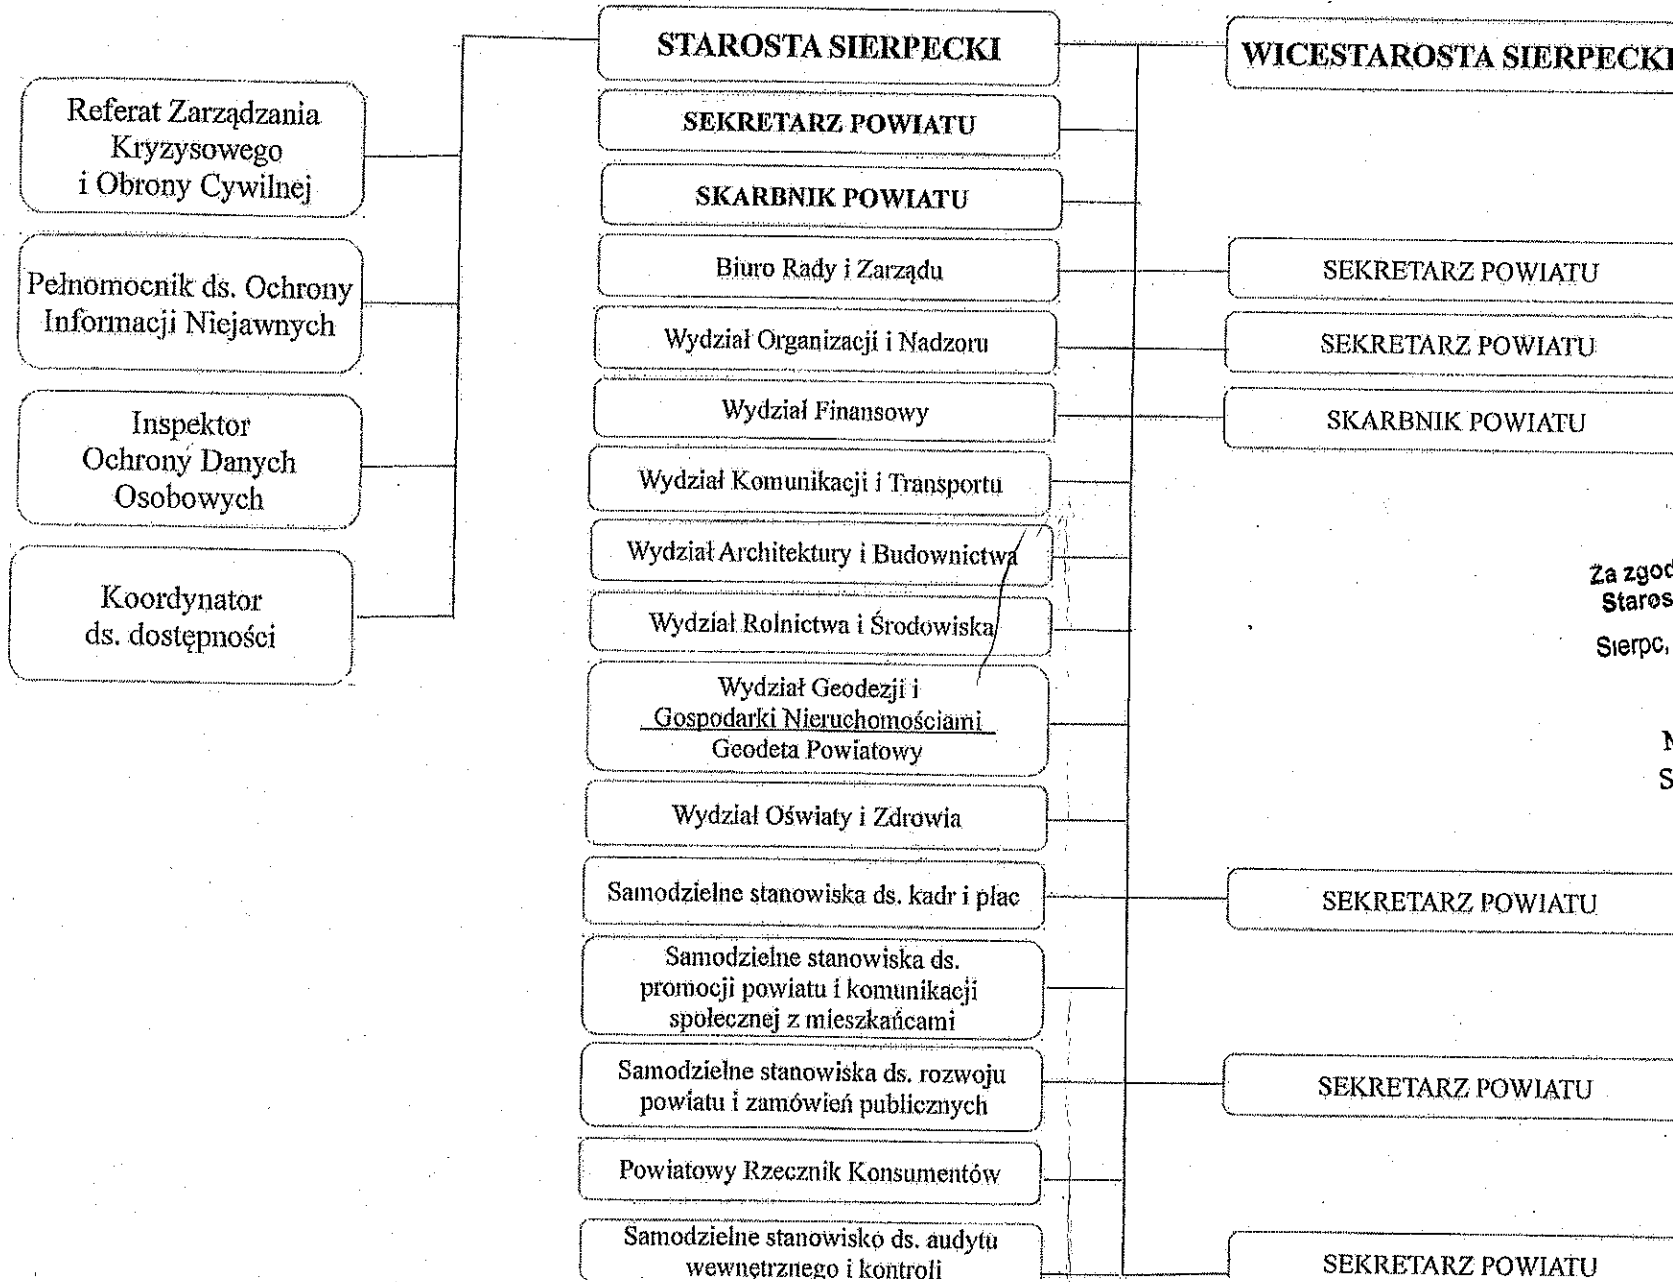 STAROSTA SIERPECKI
WICESTAROSTA SIERPECKI
Referat Zarządzania
Kryzysowego
i Obrony Cywilnej
Pełnomocnik ds. Ochrony
Informacji Niejawnych
Inspektor
Ochrony Danych
Osobowych
Koordynator
ds. dostępności
SEKRETARZ POWIATU
SKARBNIK POWIATU
Biuro Rady i Zarządu
SEKRETARZ POWIATU
Wydział Organizacji i Nadzoru
SEKRETARZ POWIATU
Wydział Finansowy
SKARBNIK POWIATU
Wydział Komunikacji i Transportu
Wydział Architektury i Budownictwa
Wydział Rolnictwa i Środowiska
Za zgod
Staros
Sierpc,
Wydział Geodezji i
Gospodarki Nieruchomościami
Geodeta Powiatowy
N
S
Wydział Oświaty i Zdrowia
Samodzielne stanowiska ds. kadr i płac
SEKRETARZ POWIATU
Samodzielne stanowiska ds.
promocji powiatu i komunikacji
społecznej z mieszkańcami
Samodzielne stanowiska ds. rozwoju
powiatu i zamówień publicznych
SEKRETARZ POWIATU
Powiatowy Rzecznik Konsumentów
Samodzielne stanowisko ds. audytu
wewnętrznego i kontroli
SEKRETARZ POWIATU